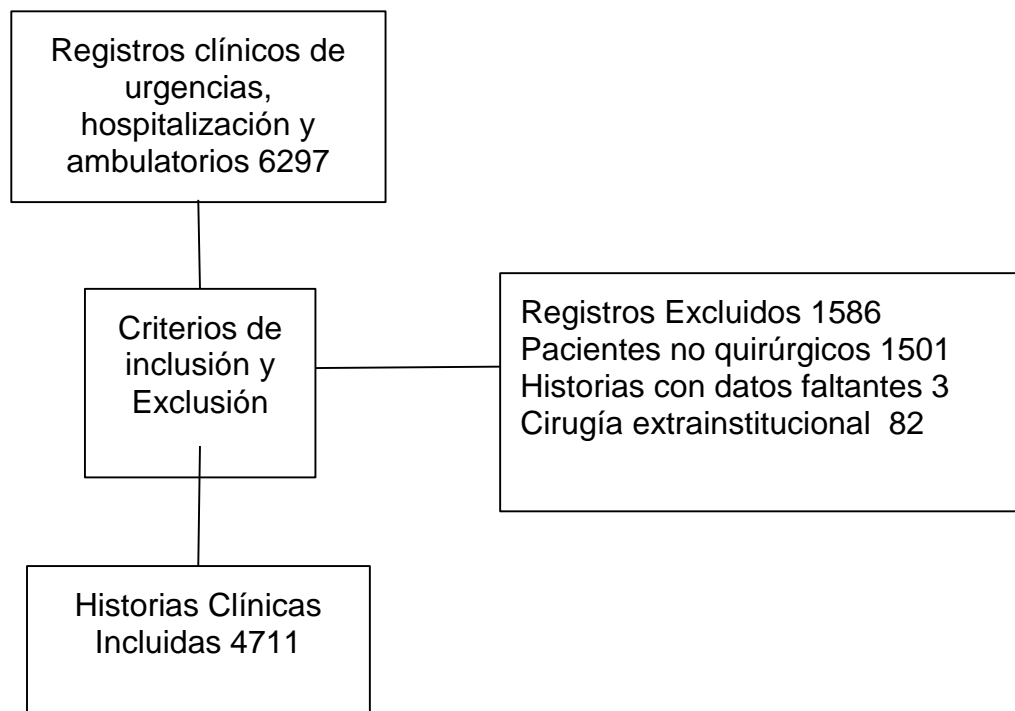 Registros clínicos de
urgencias,
hospitalización y
ambulatorios 6297
Criterios de
inclusión y
Exclusión
Registros Excluidos 1586
Pacientes no quirúrgicos 1501
Historias con datos faltantes 3
Cirugía extrainstitucional  82
Historias Clínicas
Incluidas 4711